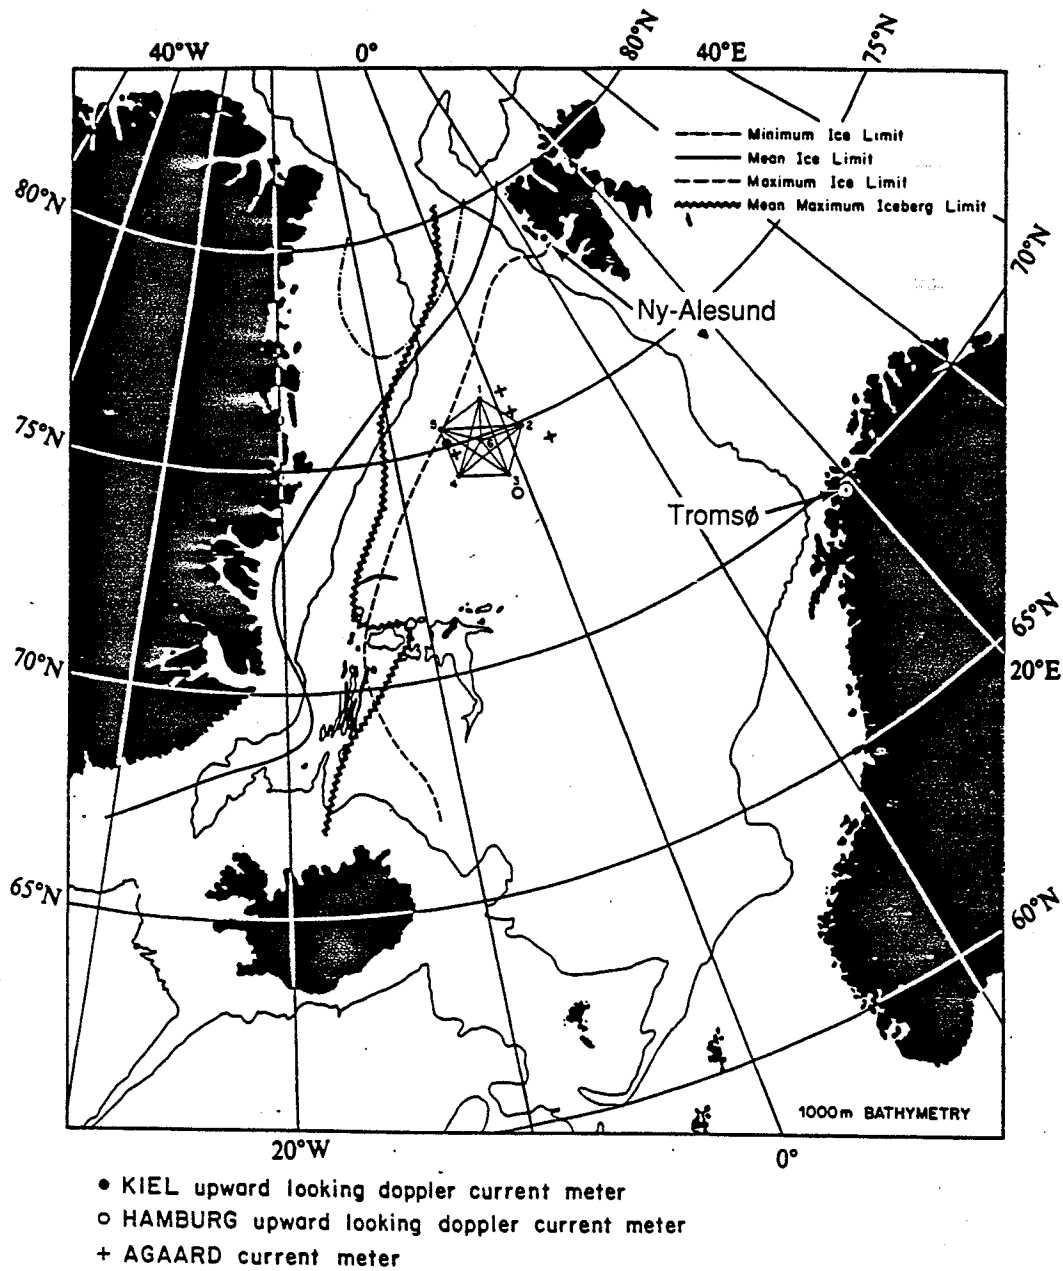 40°W 0° 80°N 40°E 75°N
Minimum Ice Limit
Mean Ice Limit
Maximum Ice Limit
Mean Maximum Iceberg Limit
80°N
70°N
Ny-Alesund
1
5 2
6
4 3
75°N
Tromsø
65°N
20°E
70°N
65°N
60°N
1000m BATHYMETRY
20°W 0°
● KIEL upward looking doppler current meter
○ HAMBURG upward looking doppler current meter
+ AGAARD current meter